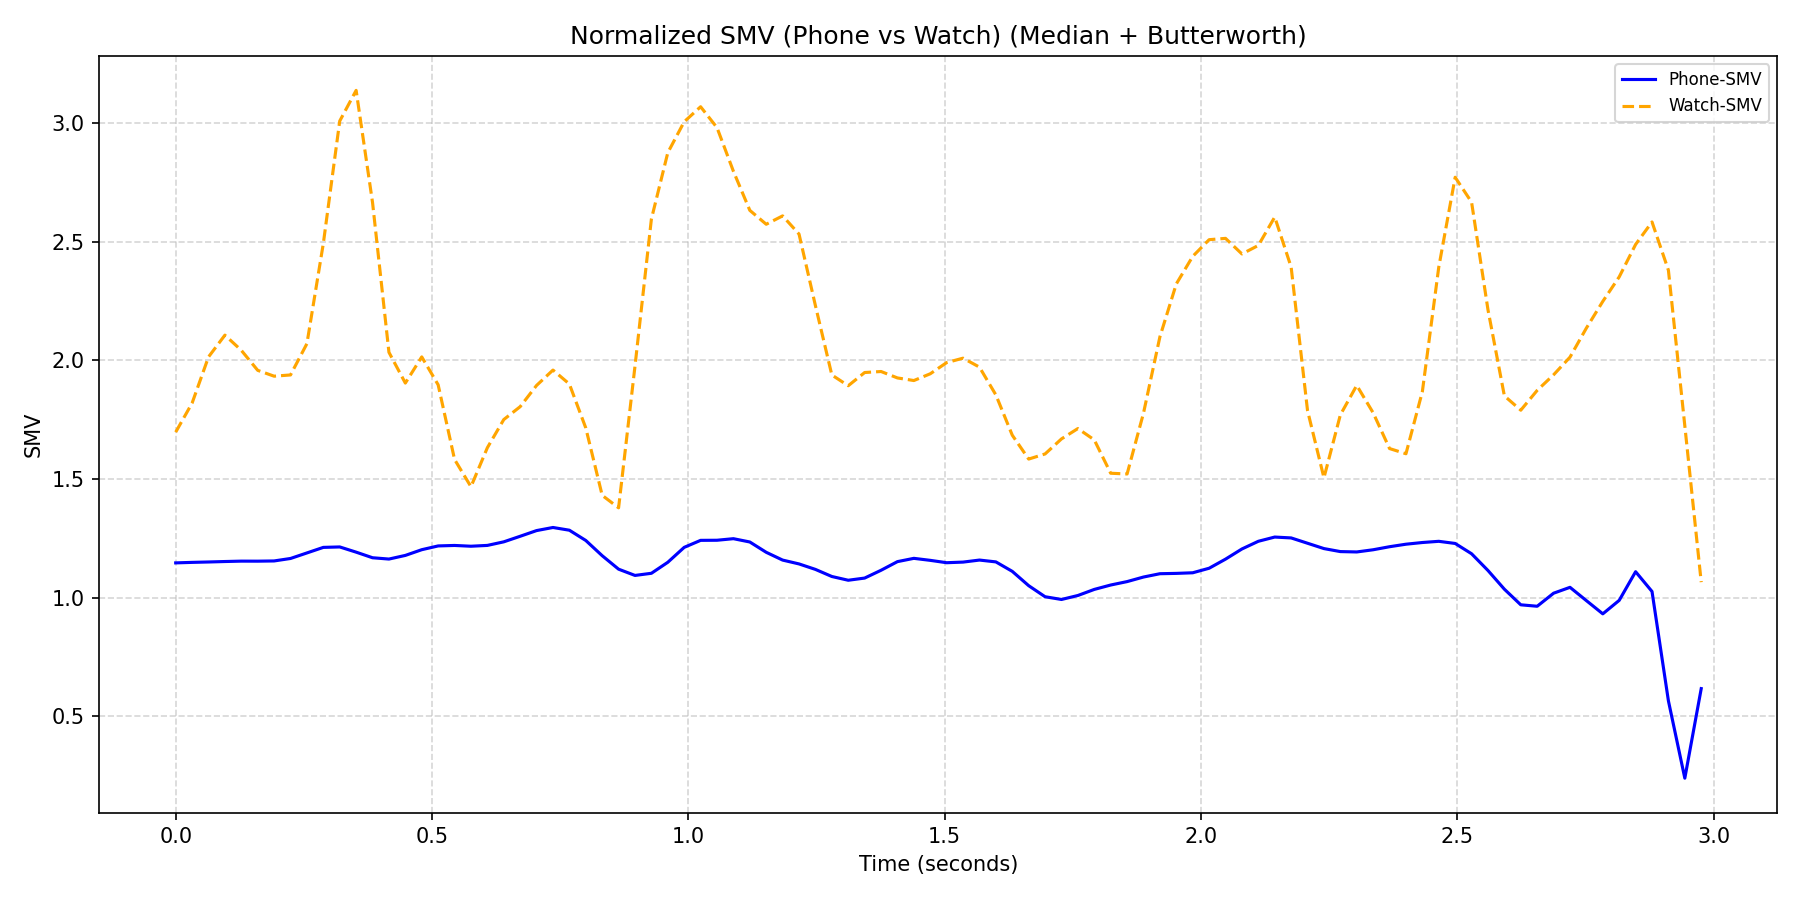 Normalized SMV (Phone vs Watch) (Median + Butterworth)
Phone-SMV
Watch-SMV
SMV
3.0
2.5
2.0
1.5
1.0
0.5
0.0 0.5 1.0 1.5 2.0 2.5 3.0
Time (seconds)